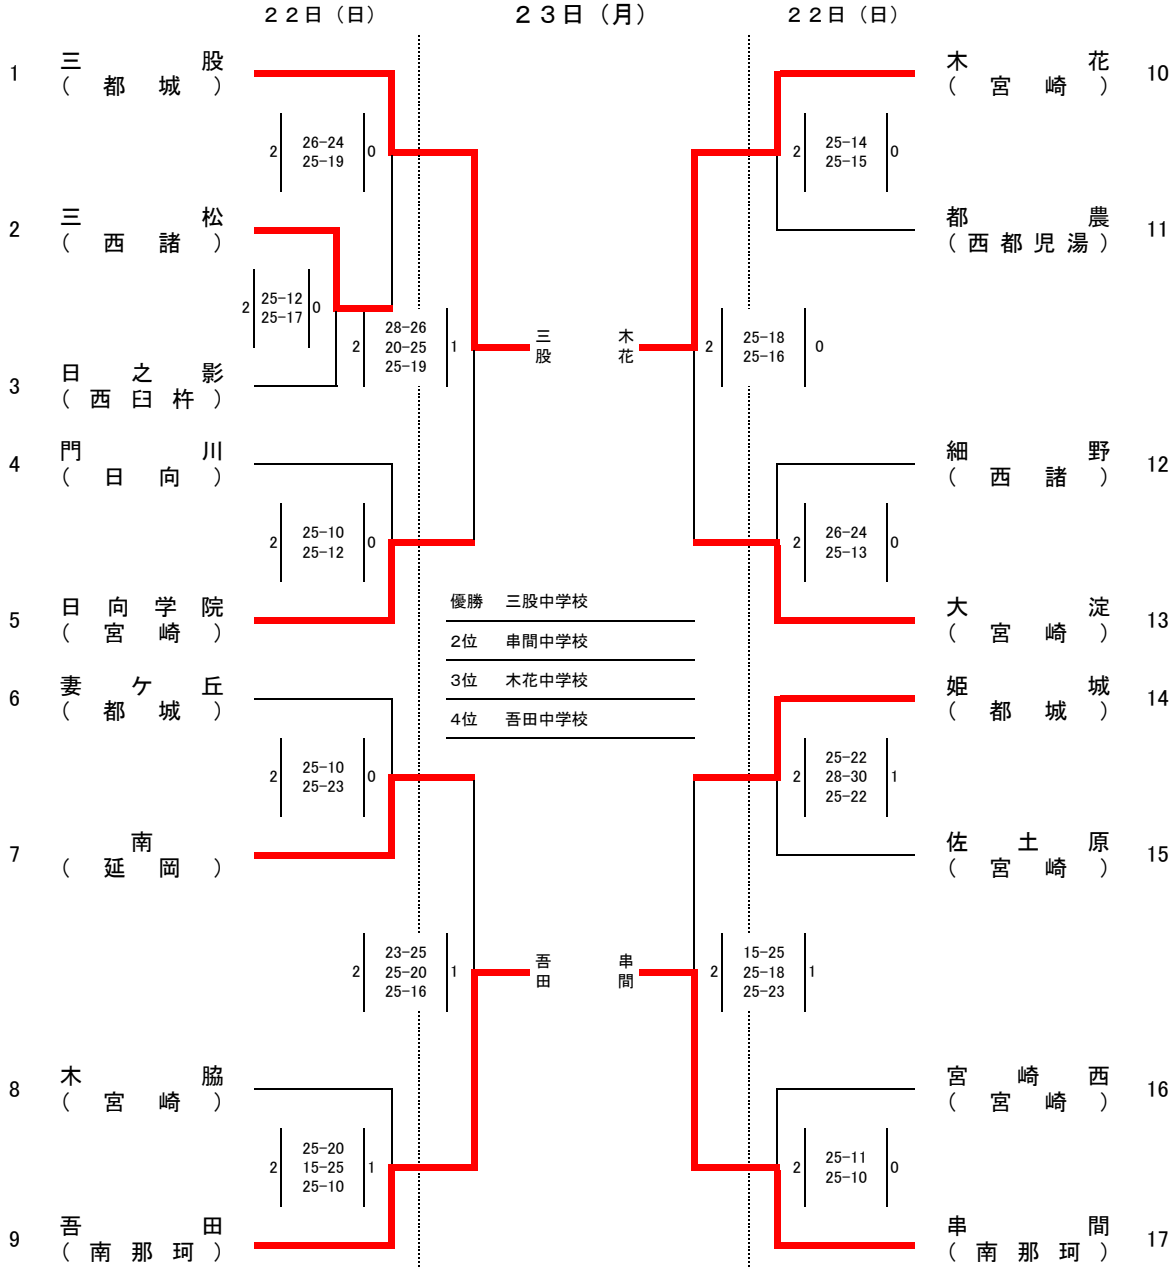 ２２日（日）
２３日（月）
２２日（日）
1 三股
（都城）
26-24
2 0
25-19
2 三松
（西諸）
25-12
2 0
25-17
3 日之影
（西臼杵）
28-26
2 20-25 1
25-19
三股
4 門川
（日向）
25-10
2 0
25-12
5 日向学院
（宮崎）
6 妻ケ丘
（都城）
25-10
2 0
25-23
7 南
（延岡）
23-25
2 25-20 1
25-16
吾田
8 木脇
（宮崎）
25-20
2 15-25 1
25-10
9 吾田
（南那珂）
優勝 三股中学校
2位 串間中学校
3位 木花中学校
4位 吾田中学校
木花 10
（宮崎）
25-14
2 0
25-15
都農 11
（西都児湯）
木花
25-18
2 0
25-16
細野 12
（西諸）
26-24
2 0
25-13
大淀 13
（宮崎）
姫城 14
（都城）
25-22
2 28-30 1
25-22
佐土原 15
（宮崎）
串間
15-25
2 25-18 1
25-23
宮崎西 16
（宮崎）
25-11
2 0
25-10
串間 17
（南那珂）